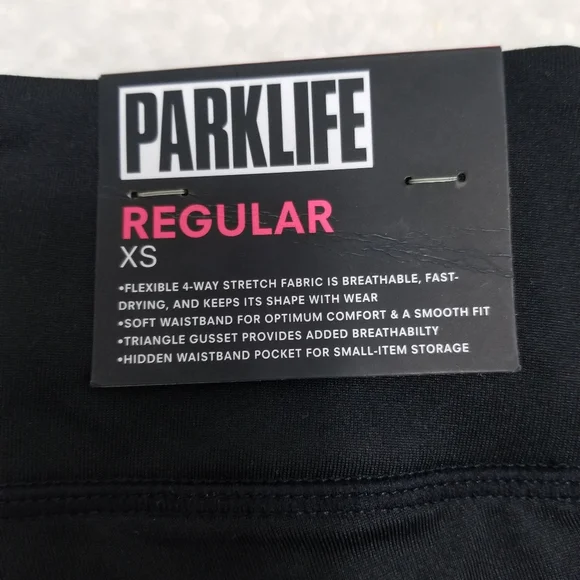 PARKLIFE
REGULAR
XS
•FLEXIBLE 4-WAY STRETCH FABRIC IS BREATHABLE, FAST-
DRYING, AND KEEPS ITS SHAPE WITH WEAR
•SOFT WAISTBAND FOR OPTIMUM COMFORT & A SMOOTH FIT
•TRIANGLE GUSSET PROVIDES ADDED BREATHABILTY
•HIDDEN WAISTBAND POCKET FOR SMALL-ITEM STORAGE